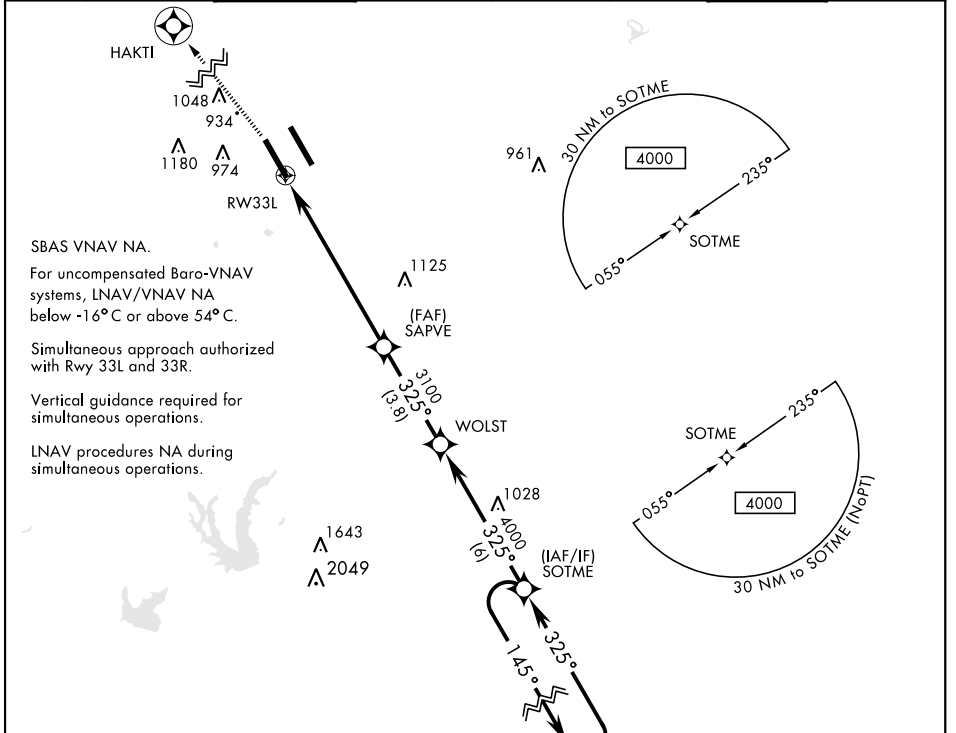 HAKTI
1048
934
1180
974
RW33L
30 NM to SOTME
961
4000
235°
SOTME
055°
SBAS VNAV NA.
For uncompensated Baro-VNAV
systems, LNAV/VNAV NA
below -16°C or above 54°C.
Simultaneous approach authorized
with Rwy 33L and 33R.
Vertical guidance required for
simultaneous operations.
LNAV procedures NA during
simultaneous operations.
1125
(FAF)
SAPVE
3100
325°
(3.8)
WOLST
1028
4000
325°
(6)
(IAF/IF)
SOTME
1643
2049
145°
325°
235°
SOTME
055°
4000
30 NM to SOTME (NoPT)